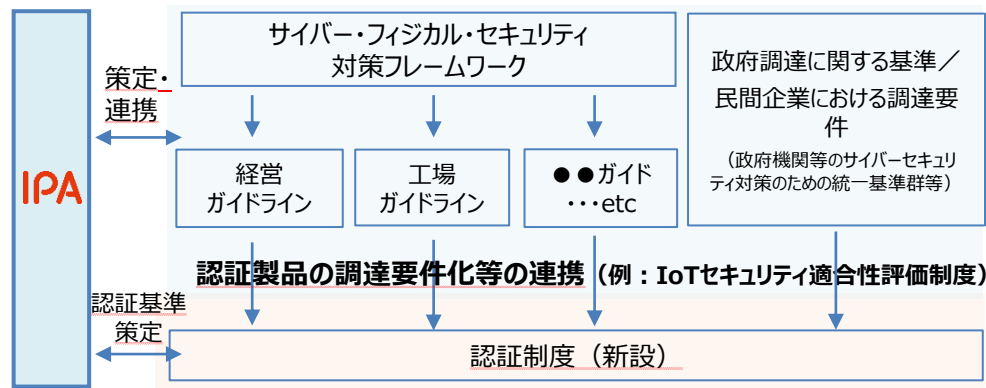 サイバー・フィジカル・セキュリティ
対策フレームワーク
政府調達に関する基準／
民間企業における調達要
件
（政府機関等のサイバーセキュリ
ティ対策のための統一基準群等）
策定・
連携
IPA
経営
ガイドライン
工場
ガイドライン
●●ガイド
・・・etc
認証製品の調達要件化等の連携（例：IoTセキュリティ適合性評価制度）
認証基準
策定
認証制度（新設）